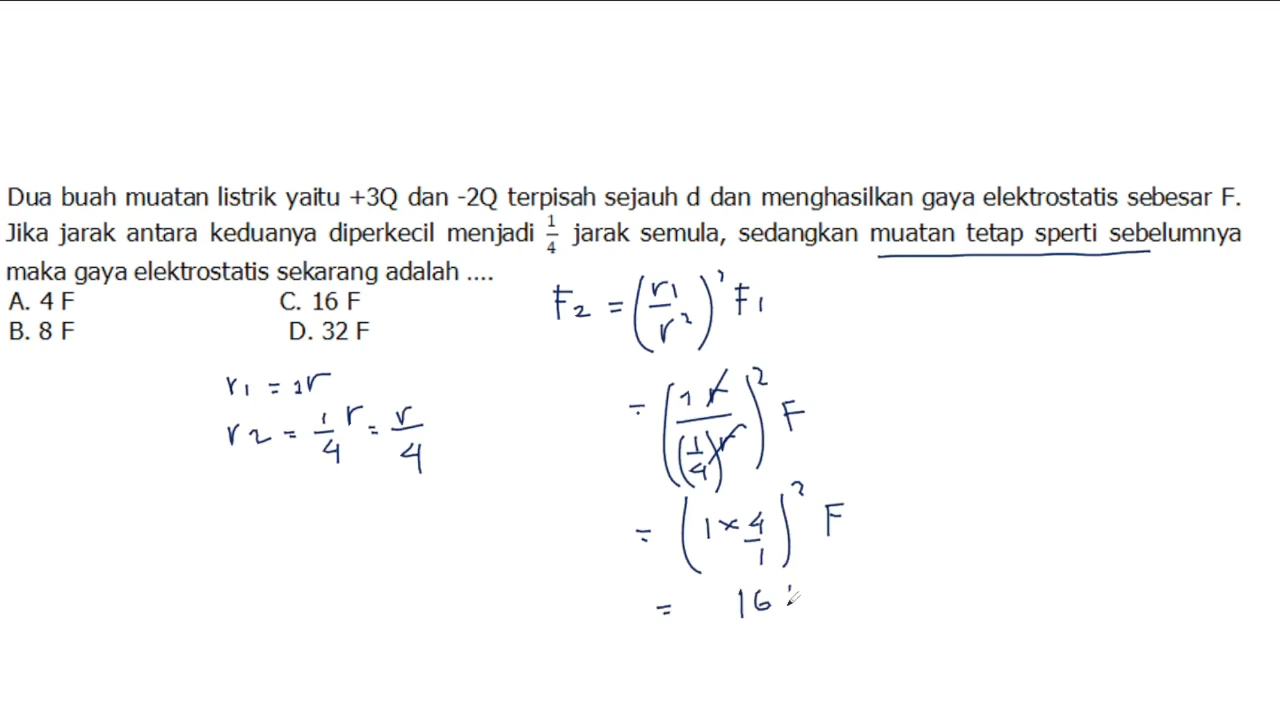 Dua buah muatan listrik yaitu +3Q dan -2Q terpisah sejauh d dan menghasilkan gaya elektrostatis sebesar F.
Jika jarak antara keduanya diperkecil menjadi 1/4 jarak semula, sedangkan muatan tetap sperti sebelumnya
maka gaya elektrostatis sekarang adalah ....
A. 4 F C. 16 F
B. 8 F D. 32 F
r1 = 1r
r2 = 1/4 r = r/4
F2 = (r1/r2)² F1
= (1 r/(1/4)r)² F
= (1 × 4/1)² F
= 16